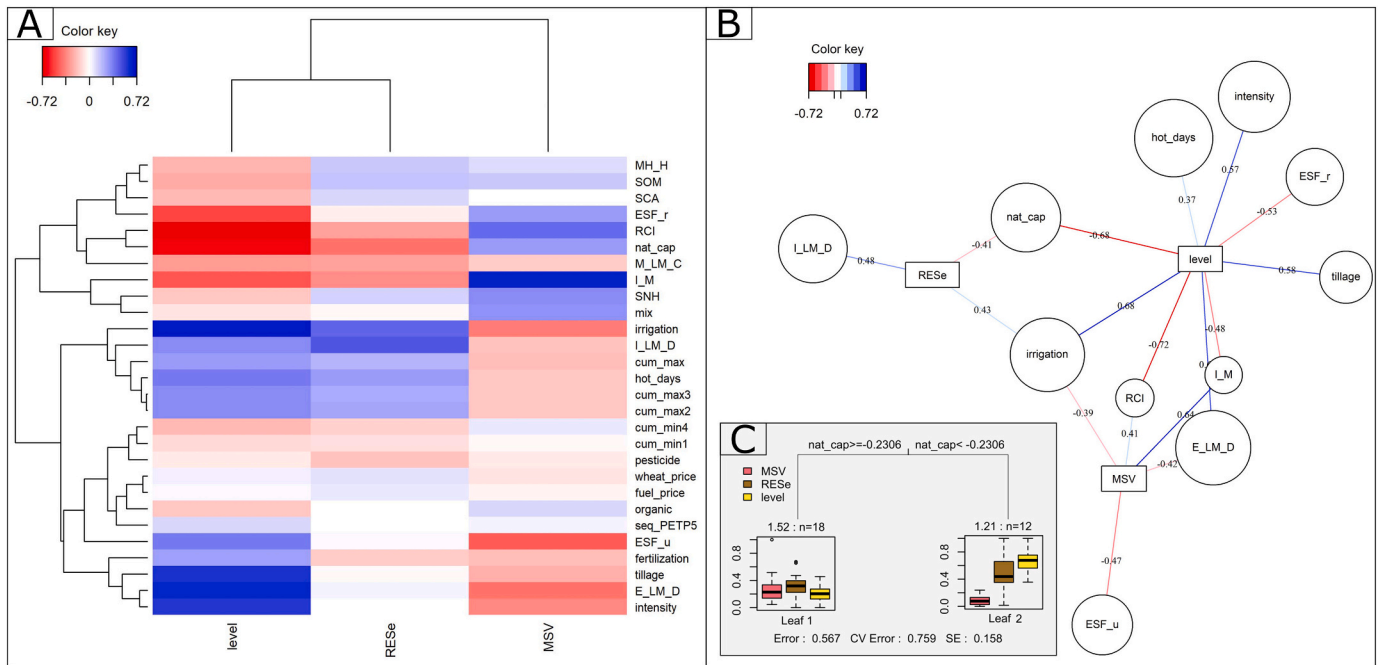 A
Color key
-0.72 0 0.72
MH_H
SOM
SCA
ESF_r
RCI
nat_cap
M_LM_C
I_M
SNH
mix
irrigation
I_LM_D
cum_max
hot_days
cum_max3
cum_max2
cum_min4
cum_min1
pesticide
wheat_price
fuel_price
organic
seq_PETP5
ESF_u
fertilization
tillage
E_LM_D
intensity
level
RESe
MSV
B
Color key
-0.72 0.72
intensity
hot_days
0.57
ESF_r
0.37
-0.53
nat_cap
I_LM_D
-0.41
-0.68
0.48
RESe
level
0.58
tillage
0.43
0.68
irrigation
-0.48
-0.72
I_M
RCI
-0.39
0.64
0.41
E_LM_D
-0.42
MSV
-0.47
ESF_u
C
nat_cap>=-0.2306 nat_cap< -0.2306
MSV
RESe
level
1.52 : n=18 1.21 : n=12
0.8 0.8
0.4 0.4
0.0 0.0
Leaf 1 Leaf 2
Error : 0.567 CV Error : 0.759 SE : 0.158